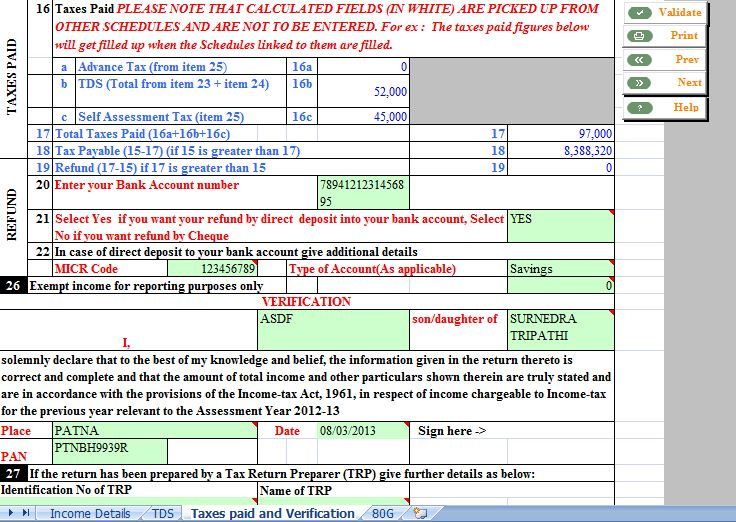 16 Taxes Paid PLEASE NOTE THAT CALCULATED FIELDS (IN WHITE) ARE PICKED UP FROM
OTHER SCHEDULES AND ARE NOT TO BE ENTERED. For ex : The taxes paid figures below
will get filled up when the Schedules linked to them are filled.
TAXES PAID
a Advance Tax (from item 25) 16a 0
b TDS (Total from item 23 + item 24) 16b 52,000
c Self Assessment Tax (item 25) 16c 45,000
17 Total Taxes Paid (16a+16b+16c) 17 97,000
18 Tax Payable (15-17) (if 15 is greater than 17) 18 8,388,320
REFUND
19 Refund (17-15) if 17 is greater than 15 19 0
20 Enter your Bank Account number 78941212314568
95
21 Select Yes if you want your refund by direct deposit into your bank account, Select YES
No if you want refund by Cheque
22 In case of direct deposit to your bank account give additional details
MICR Code 123456789 Type of Account(As applicable) Savings
26 Exempt income for reporting purposes only 0
VERIFICATION
I, ASDF son/daughter of SURNEDRA
TRIPATHI
solemnly declare that to the best of my knowledge and belief, the information given in the return thereto is
correct and complete and that the amount of total income and other particulars shown therein are truly stated and
are in accordance with the provisions of the Income-tax Act, 1961, in respect of income chargeable to Income-tax
for the previous year relevant to the Assessment Year 2012-13
Place PATNA Date 08/03/2013 Sign here ->
PAN PTNBH9939R
27 If the return has been prepared by a Tax Return Preparer (TRP) give further details as below:
Identification No of TRP Name of TRP
Income Details TDS Taxes paid and Verification 80G
Validate
Print
Prev
Next
Help